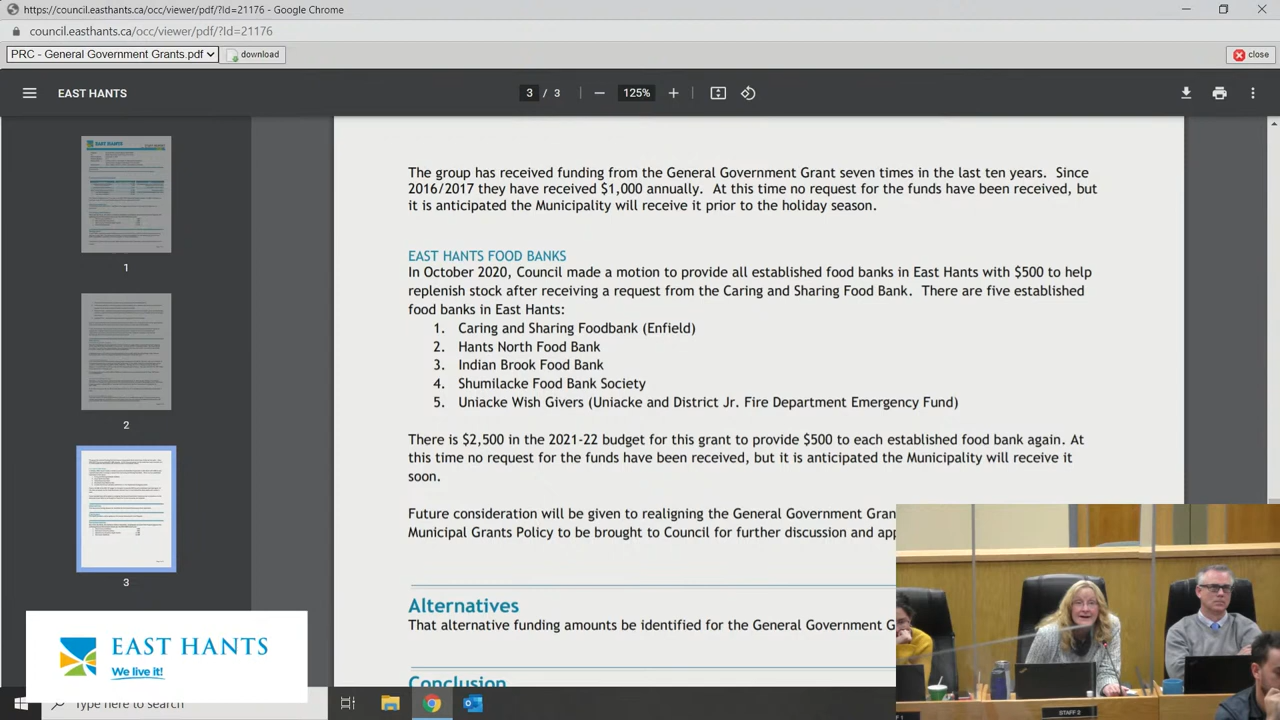 https://council.easthants.ca/occ/viewer/pdf/?Id=21176 - Google Chrome
council.easthants.ca/occ/viewer/pdf/?Id=21176
PRC - General Government Grants.pdf
download
close
EAST HANTS
3 / 3
125%
The group has received funding from the General Government Grant seven times in the last ten years. Since
2016/2017 they have received $1,000 annually. At this time no request for the funds have been received, but
it is anticipated the Municipality will receive it prior to the holiday season.
EAST HANTS FOOD BANKS
In October 2020, Council made a motion to provide all established food banks in East Hants with $500 to help
replenish stock after receiving a request from the Caring and Sharing Food Bank. There are five established
food banks in East Hants:
1. Caring and Sharing Foodbank (Enfield)
2. Hants North Food Bank
3. Indian Brook Food Bank
4. Shumilacke Food Bank Society
5. Uniacke Wish Givers (Uniacke and District Jr. Fire Department Emergency Fund)
There is $2,500 in the 2021-22 budget for this grant to provide $500 to each established food bank again. At
this time no request for the funds have been received, but it is anticipated the Municipality will receive it
soon.
Future consideration will be given to realigning the General Government Gran
Municipal Grants Policy to be brought to Council for further discussion and app
Alternatives
That alternative funding amounts be identified for the General Government G
Conclusion
1
2
3
EAST HANTS
We live it!
Type here to search
STAFF 2